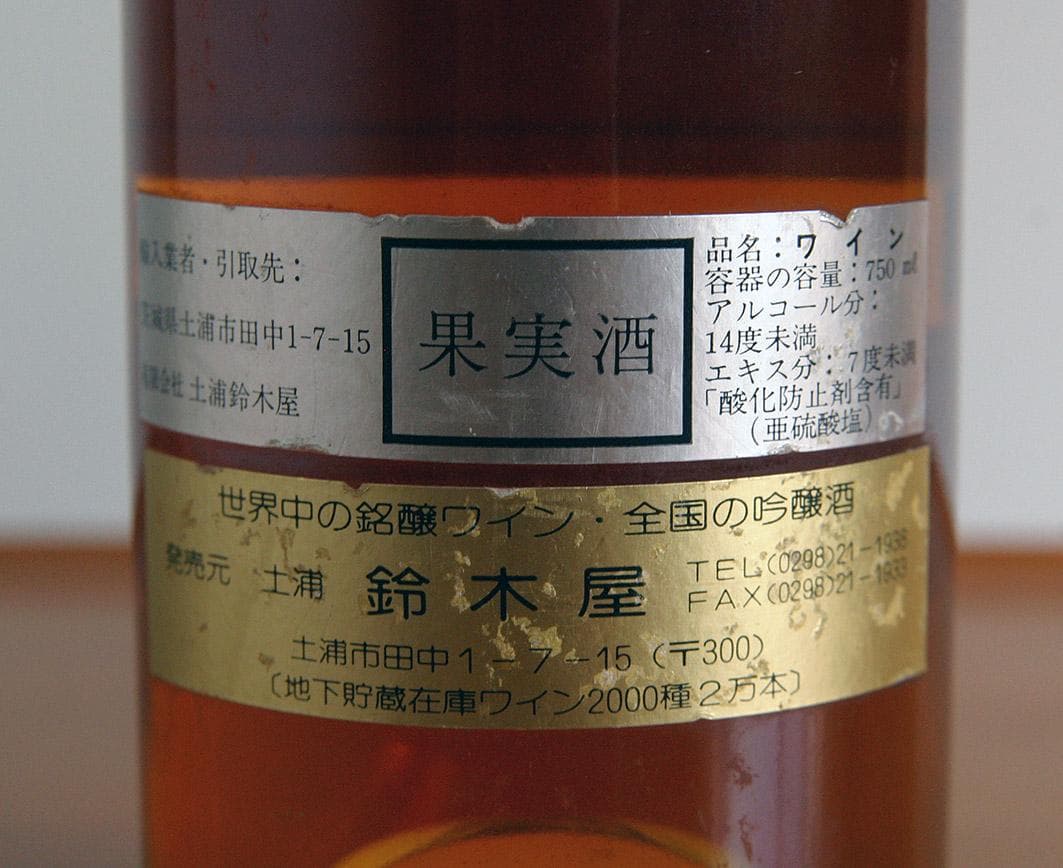 輸入業者・引取先：
茨城県土浦市田中1-7-15
有限会社 土浦鈴木屋
果実酒
品名：ワイン
容器の容量：750 ml
アルコール分：
14度未満
エキス分：7度未満
「酸化防止剤含有」
（亜硫酸塩）
世界中の銘醸ワイン・全国の吟醸酒
発売元 土浦 鈴木屋
TEL(0298)21-1936
FAX(0298)21-1933
土浦市田中1-7-15（〒300）
〔地下貯蔵在庫ワイン2000種2万本〕